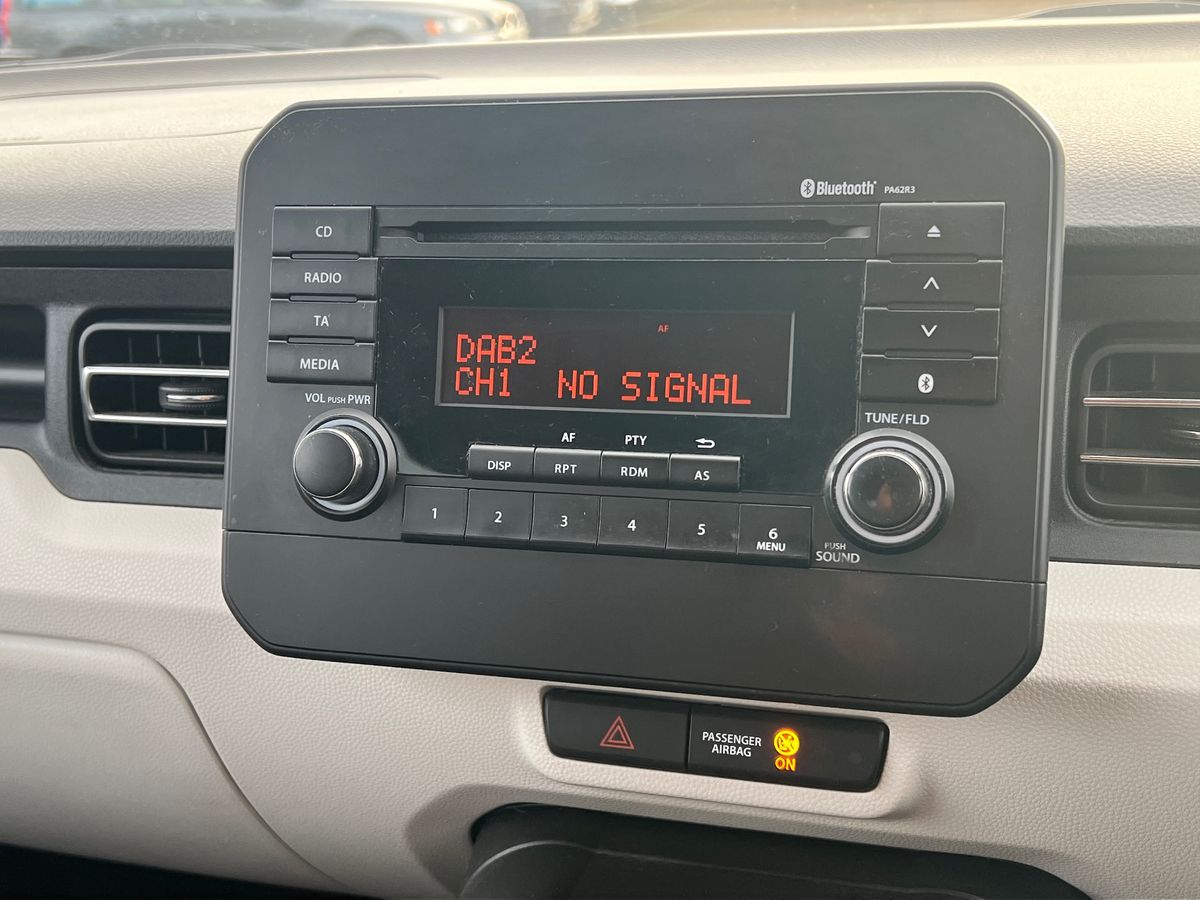 Bluetooth® PA62R3
CD
RADIO
TA
MEDIA
AF
DAB2
CH1 NO SIGNAL
VOL PUSH PWR
TUNE/FLD
AF PTY
DISP RPT RDM AS
1 2 3 4 5 6
MENU
PUSH
SOUND
PASSENGER
AIRBAG
ON